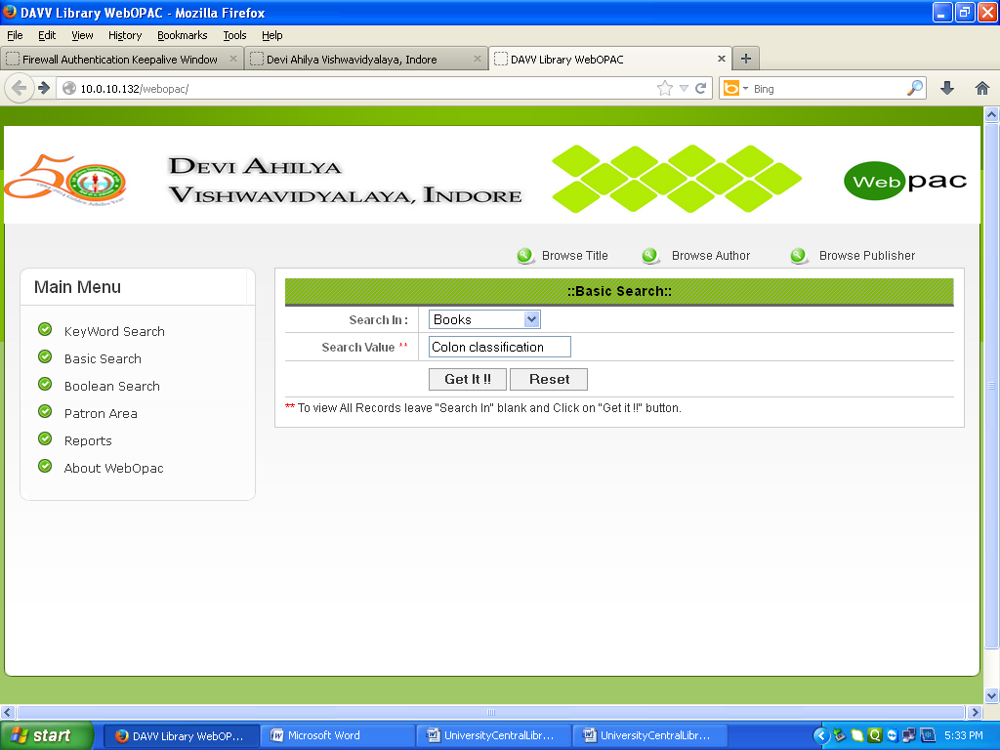 DAVV Library WebOPAC - Mozilla Firefox
File Edit View History Bookmarks Tools Help
Firewall Authentication Keepalive Window
Devi Ahilya Vishwavidyalaya, Indore
DAVV Library WebOPAC
10.0.10.132/webopac/
Bing
50
DEVI AHILYA
VISHWAVIDYALAYA, INDORE
Web pac
Browse Title Browse Author Browse Publisher
Main Menu
KeyWord Search
Basic Search
Boolean Search
Patron Area
Reports
About WebOpac
::Basic Search::
Search In : Books
Search Value ** Colon classification
Get It !! Reset
** To view All Records leave "Search In" blank and Click on "Get it !!" button.
start
DAVV Library WebOP...
Microsoft Word
UniversityCentralLibr...
UniversityCentralLibr...
5:33 PM